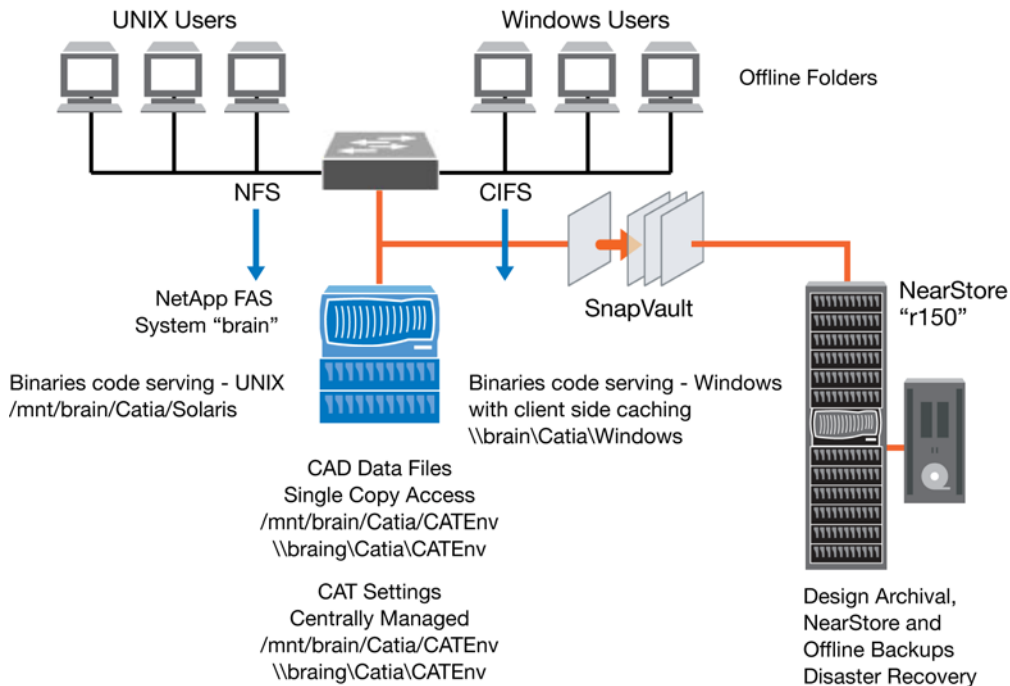 UNIX Users
Windows Users
Offline Folders
NFS
CIFS
NetApp FAS
System “brain”
SnapVault
NearStore
“r150”
Binaries code serving - UNIX
/mnt/brain/Catia/Solaris
Binaries code serving - Windows
with client side caching
\\brain\Catia\Windows
CAD Data Files
Single Copy Access
/mnt/brain/Catia/CATEnv
\\braing\Catia\CATEnv
CAT Settings
Centrally Managed
/mnt/brain/Catia/CATEnv
\\braing\Catia\CATEnv
Design Archival,
NearStore and
Offline Backups
Disaster Recovery